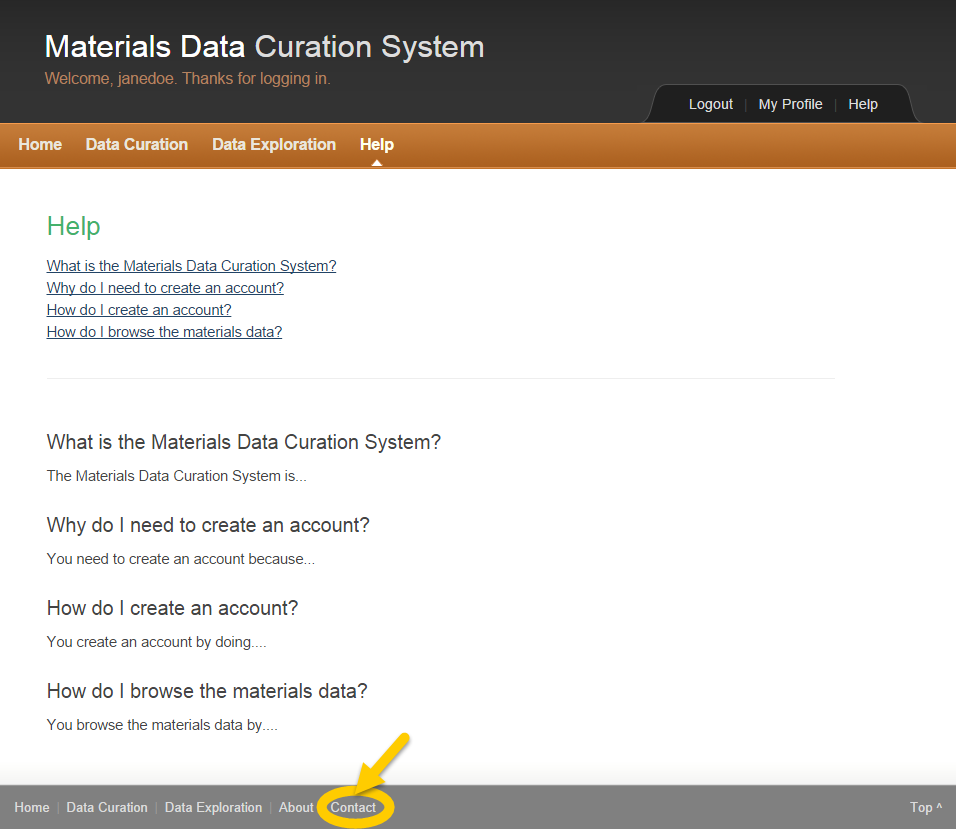 Materials Data Curation System
Welcome, janedoe. Thanks for logging in.
Logout | My Profile | Help
Home Data Curation Data Exploration Help
Help
What is the Materials Data Curation System?
Why do I need to create an account?
How do I create an account?
How do I browse the materials data?
What is the Materials Data Curation System?
The Materials Data Curation System is...
Why do I need to create an account?
You need to create an account because...
How do I create an account?
You create an account by doing....
How do I browse the materials data?
You browse the materials data by....
Home | Data Curation | Data Exploration | About Contact Top ^